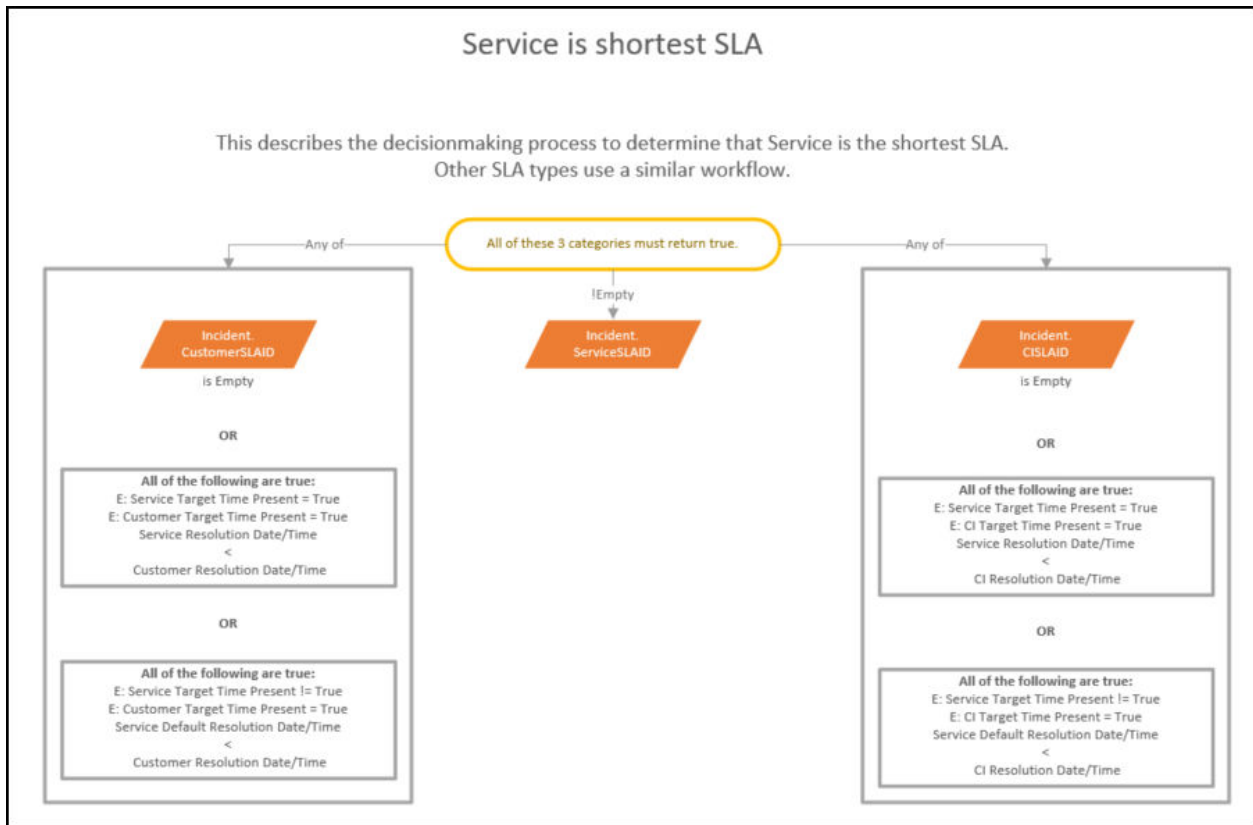 Service is shortest SLA
This describes the decisionmaking process to determine that Service is the shortest SLA.
Other SLA types use a similar workflow.
All of these 3 categories must return true.
Any of
!Empty
Any of
Incident.
CustomerSLAID
is Empty
OR
All of the following are true:
E: Service Target Time Present = True
E: Customer Target Time Present = True
Service Resolution Date/Time
<
Customer Resolution Date/Time
OR
All of the following are true:
E: Service Target Time Present != True
E: Customer Target Time Present = True
Service Default Resolution Date/Time
<
Customer Resolution Date/Time
Incident.
ServiceSLAID
Incident.
CISLAID
is Empty
OR
All of the following are true:
E: Service Target Time Present = True
E: CI Target Time Present = True
Service Resolution Date/Time
<
CI Resolution Date/Time
OR
All of the following are true:
E: Service Target Time Present != True
E: CI Target Time Present = True
Service Default Resolution Date/Time
<
CI Resolution Date/Time